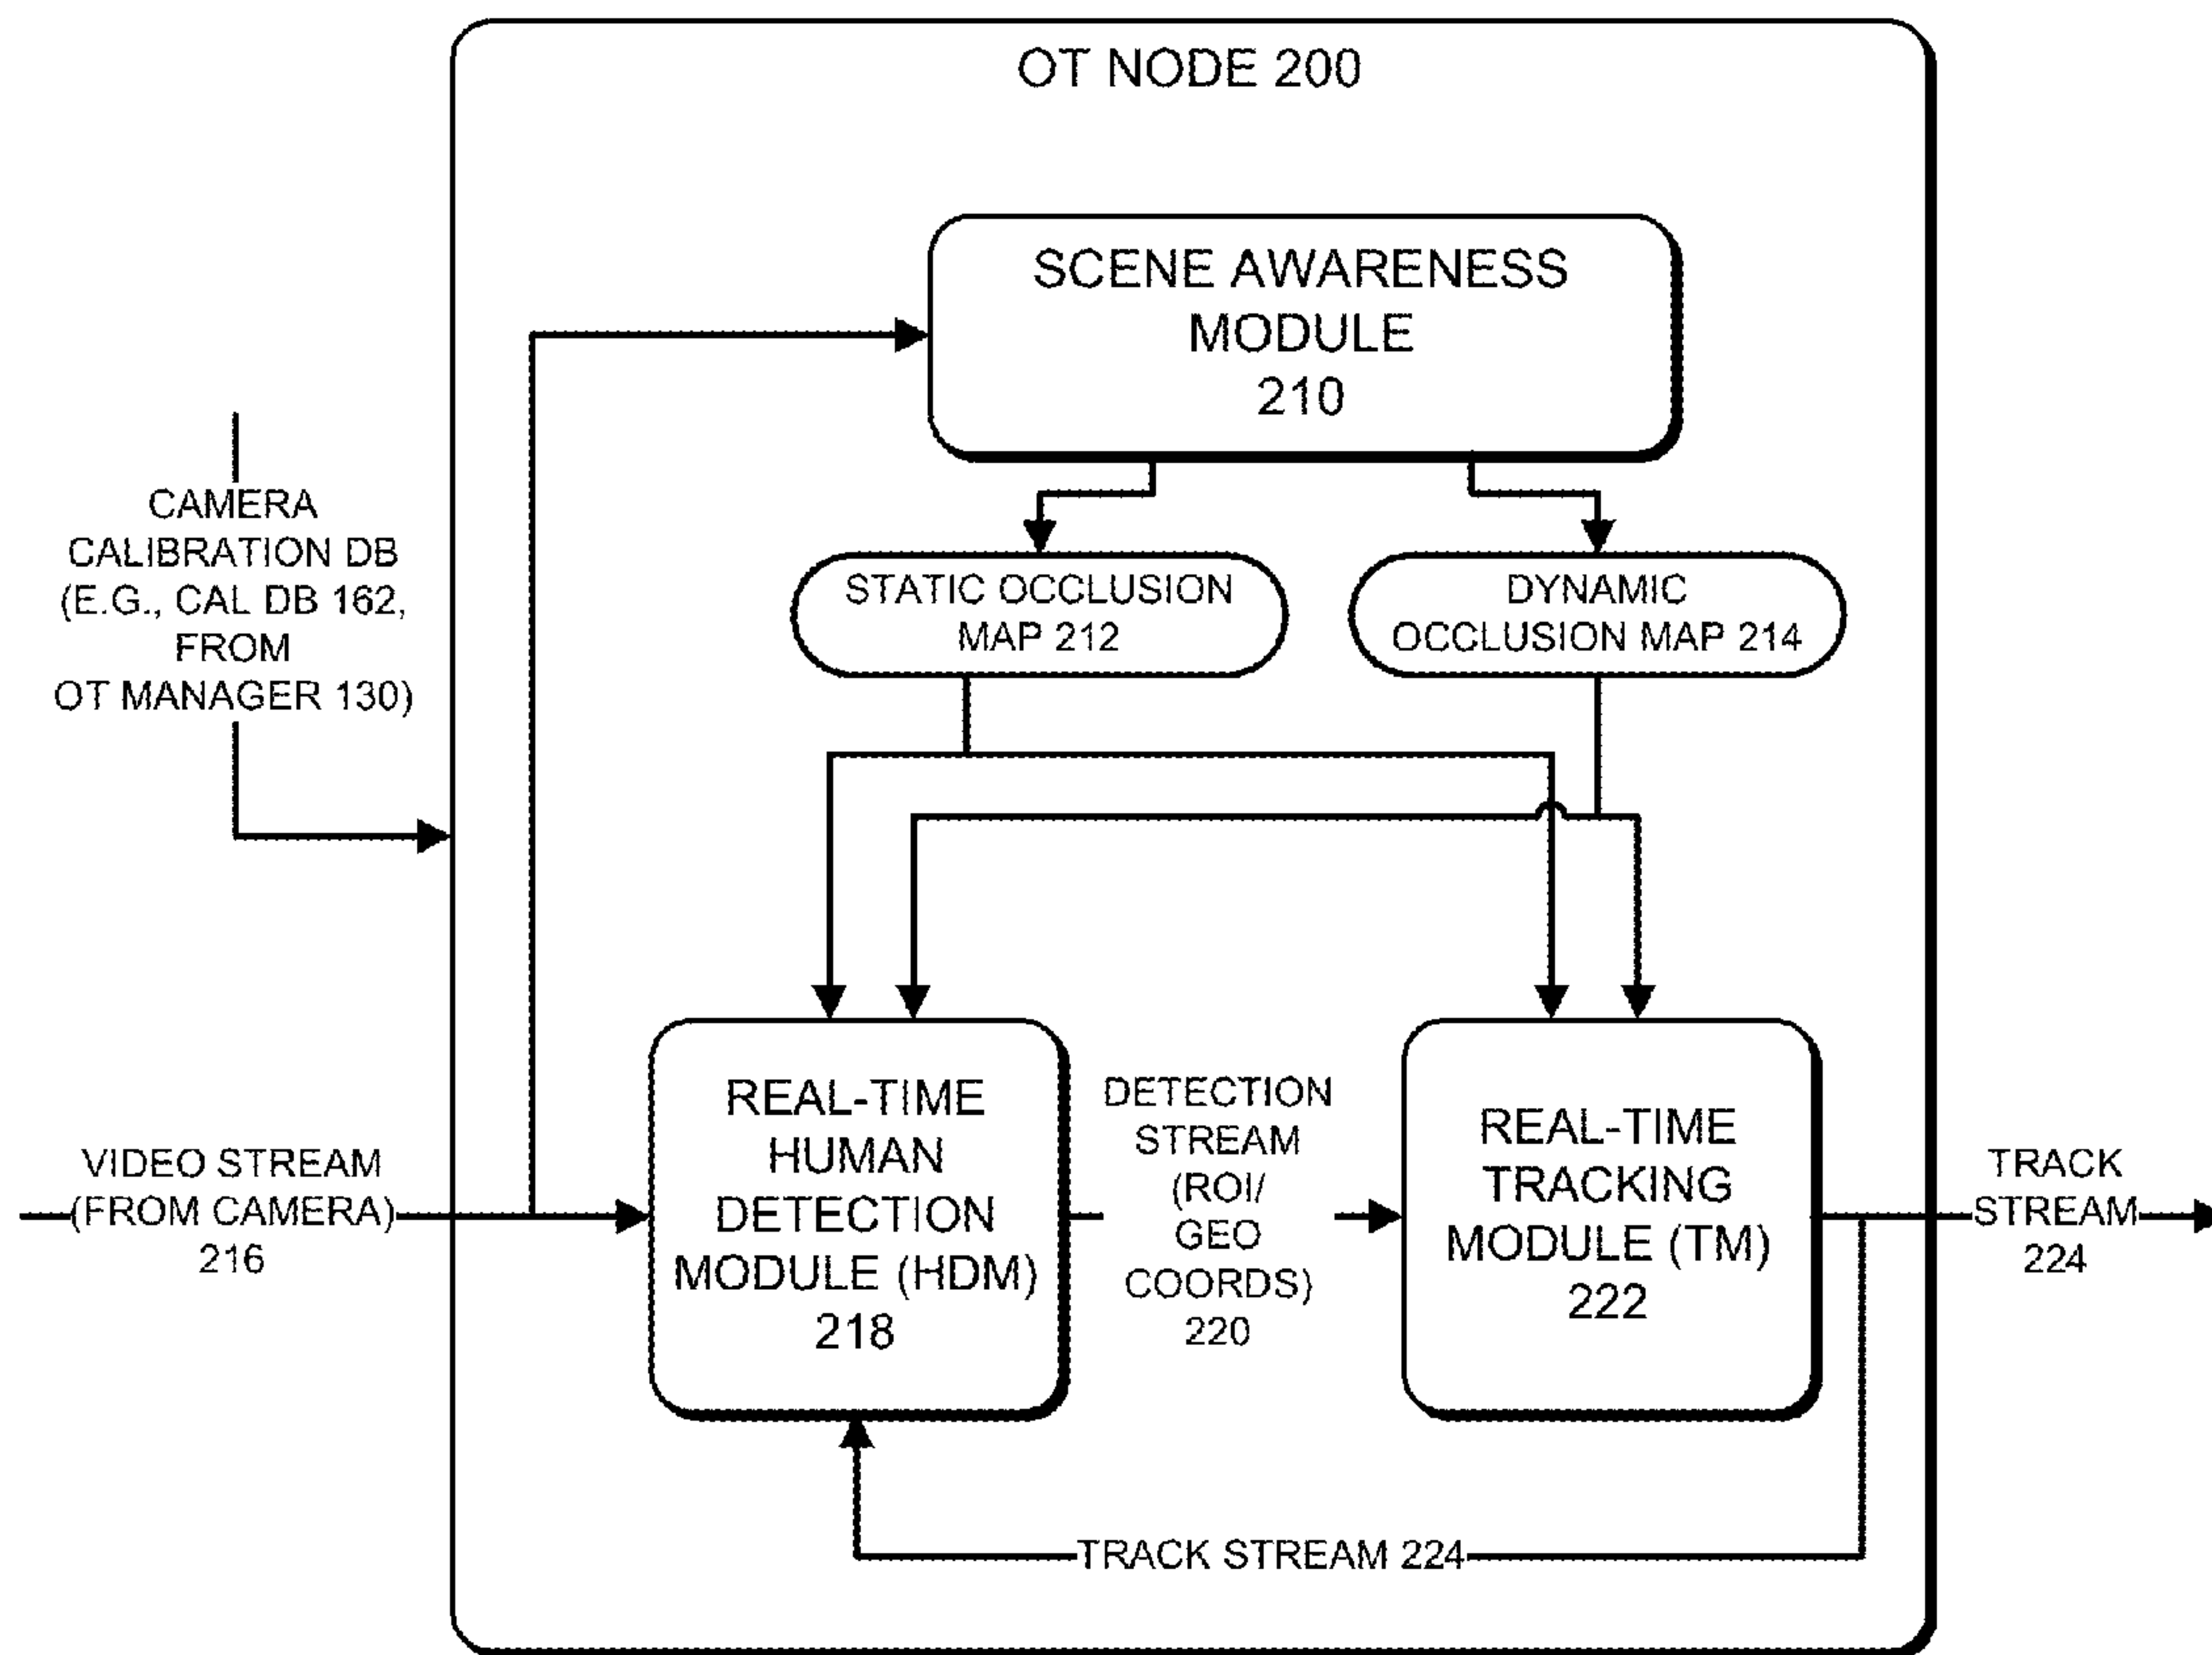 OT NODE 200
SCENE AWARENESS
MODULE
210
CAMERA
CALIBRATION DB
(E.G., CAL DB 162,
FROM
OT MANAGER 130)
STATIC OCCLUSION
MAP 212
DYNAMIC
OCCLUSION MAP 214
VIDEO STREAM
(FROM CAMERA)
216
REAL-TIME
HUMAN
DETECTION
MODULE (HDM)
218
DETECTION
STREAM
(ROI/
GEO
COORDS)
220
REAL-TIME
TRACKING
MODULE (TM)
222
TRACK
STREAM
224
TRACK STREAM 224